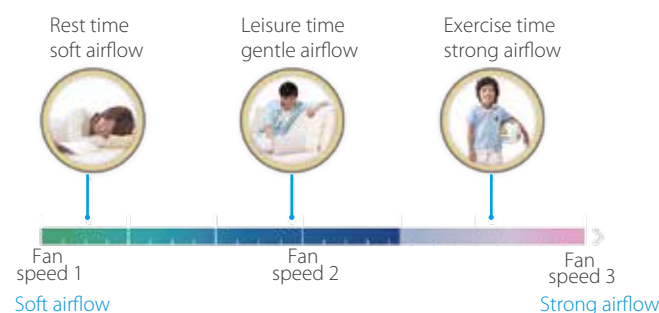 Rest time
soft airflow
Leisure time
gentle airflow
Exercise time
strong airflow
Fan
speed 1
Fan
speed 2
Fan
speed 3
Soft airflow
Strong airflow